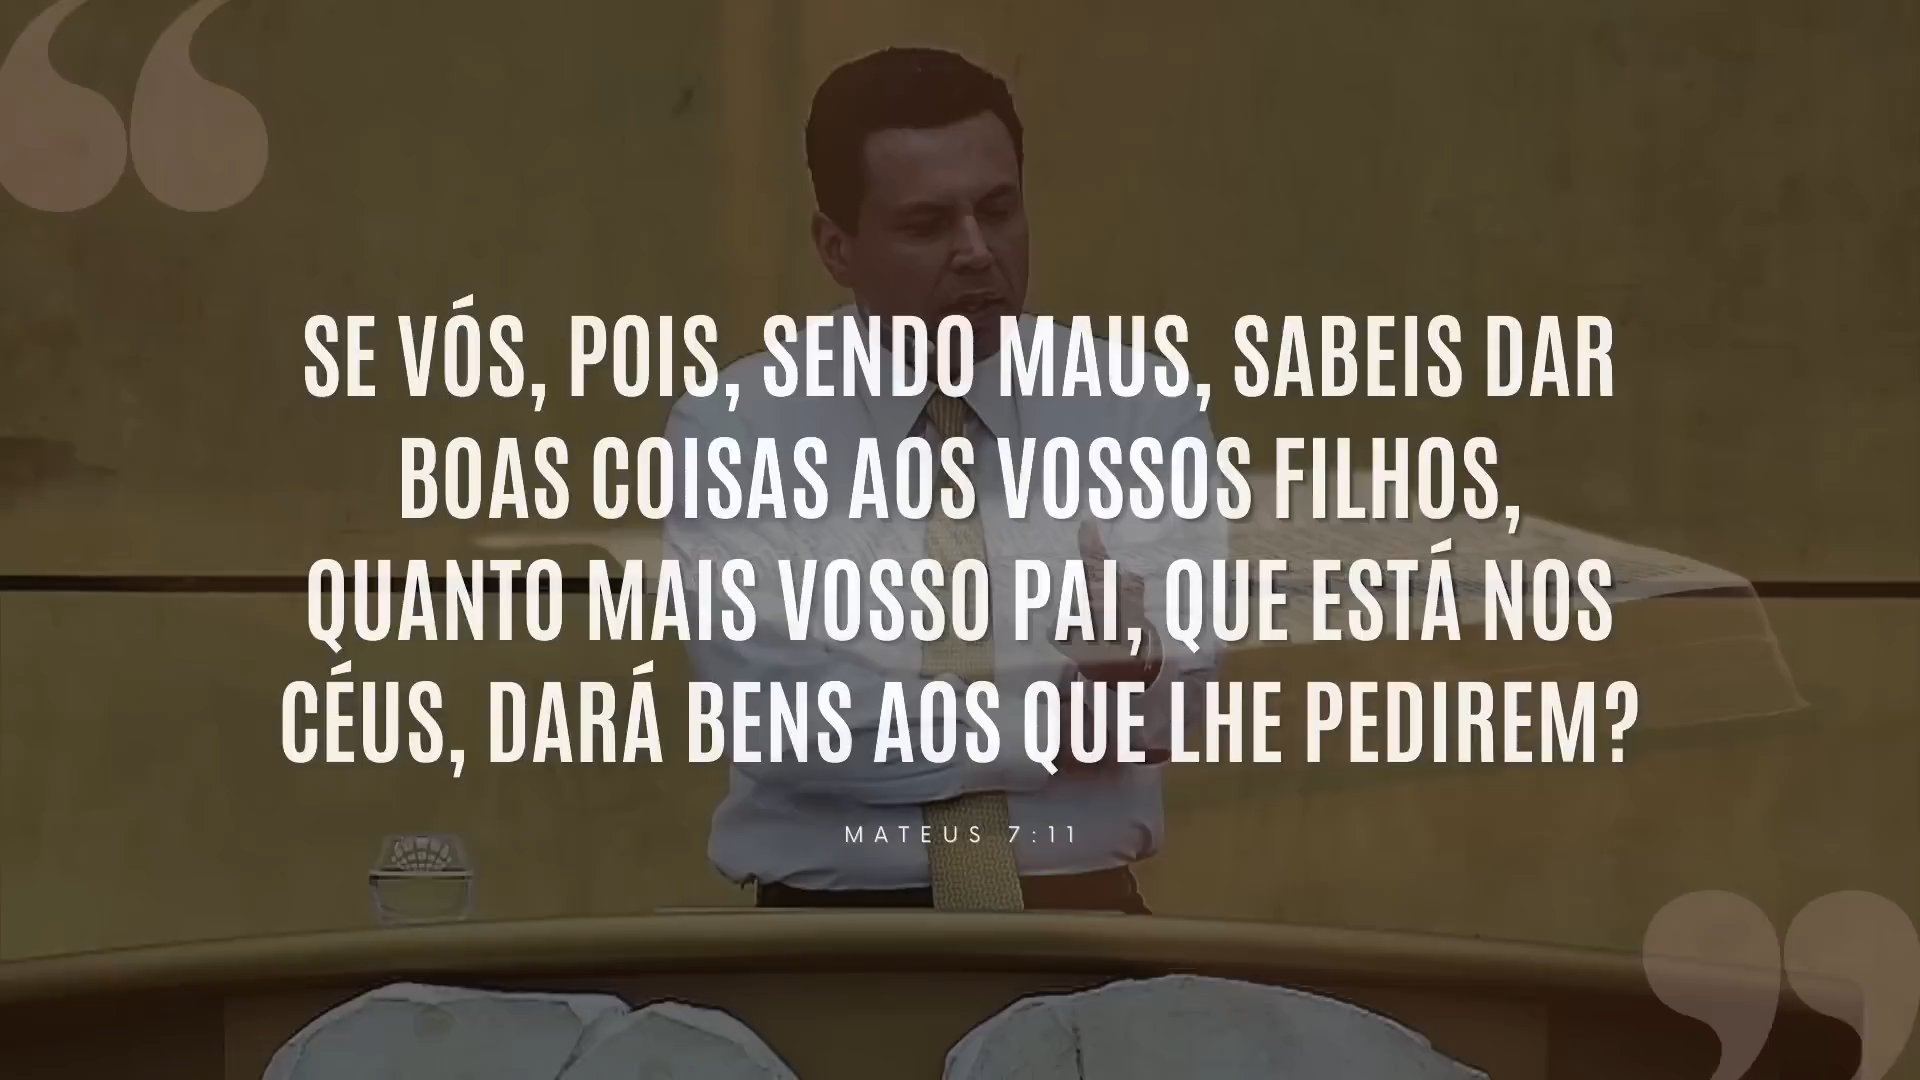 SE VÓS, POIS, SENDO MAUS, SABEIS DAR
BOAS COISAS AOS VOSSOS FILHOS,
QUANTO MAIS VOSSO PAI, QUE ESTÁ NOS
CÉUS, DARÁ BENS AOS QUE LHE PEDIREM?
MATEUS 7:11